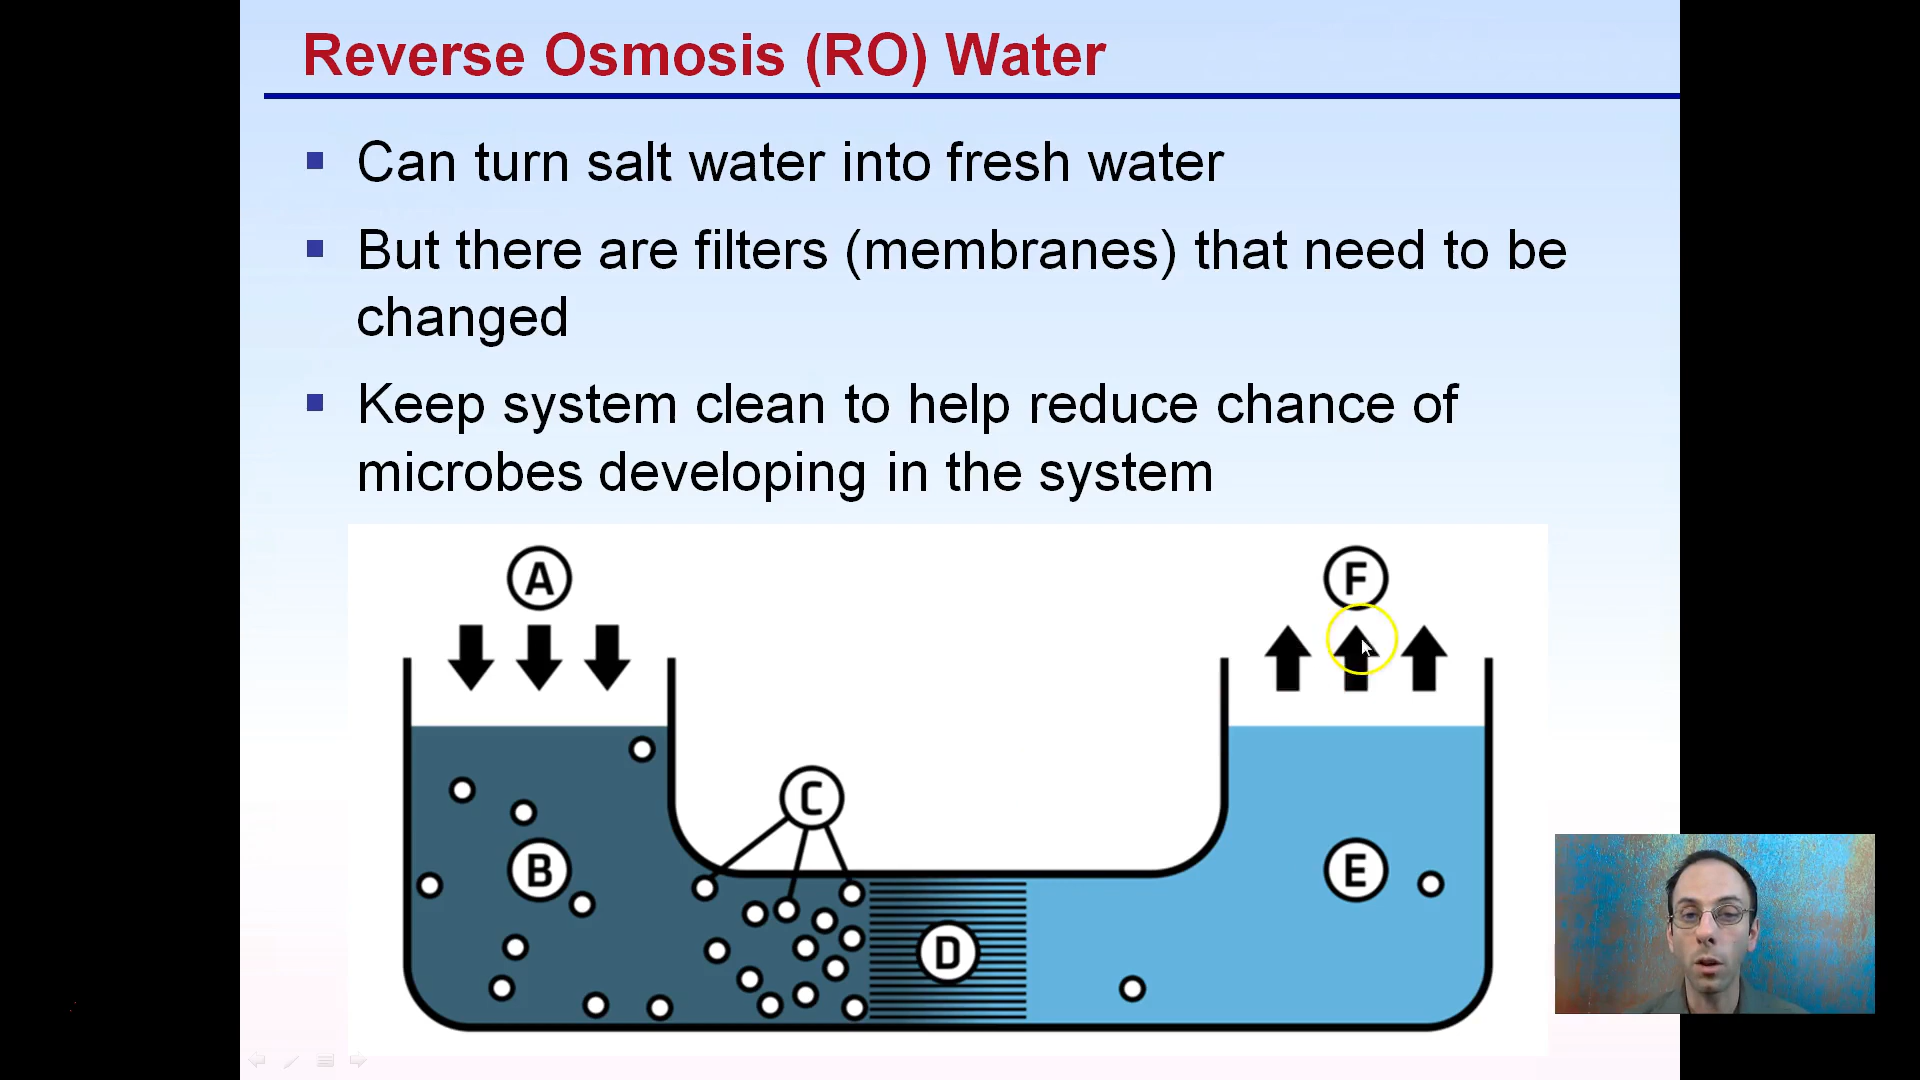 Reverse Osmosis (RO) Water
Can turn salt water into fresh water
But there are filters (membranes) that need to be
changed
Keep system clean to help reduce chance of
microbes developing in the system
A
F
C
B
E
D